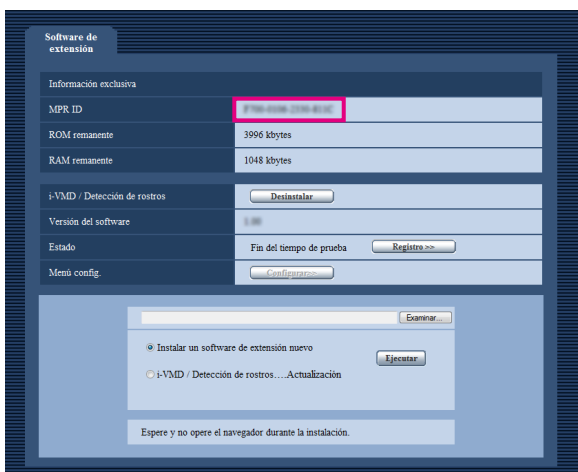 Software de
extensión
Información exclusiva
MPR ID
ROM remanente 3996 kbytes
RAM remanente 1048 kbytes
i-VMD / Detección de rostros Desinstalar
Versión del software
Estado Fin del tiempo de prueba Registro >>
Menú config. Configurar>>
Examinar...
Instalar un software de extensión nuevo
Ejecutar
i-VMD / Detección de rostros....Actualización
Espere y no opere el navegador durante la instalación.